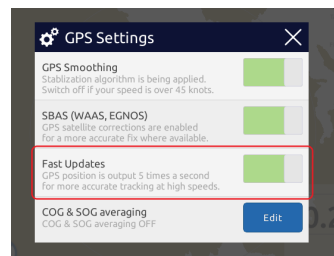 GPS Settings
GPS Smoothing
Stablization algorithm is being applied.
Switch off if your speed is over 45 knots.
SBAS (WAAS, EGNOS)
GPS satellite corrections are enabled
for a more accurate fix where available.
Fast Updates
GPS position is output 5 times a second
for more accurate tracking at high speeds.
COG & SOG averaging
COG & SOG averaging OFF
Edit
0.2